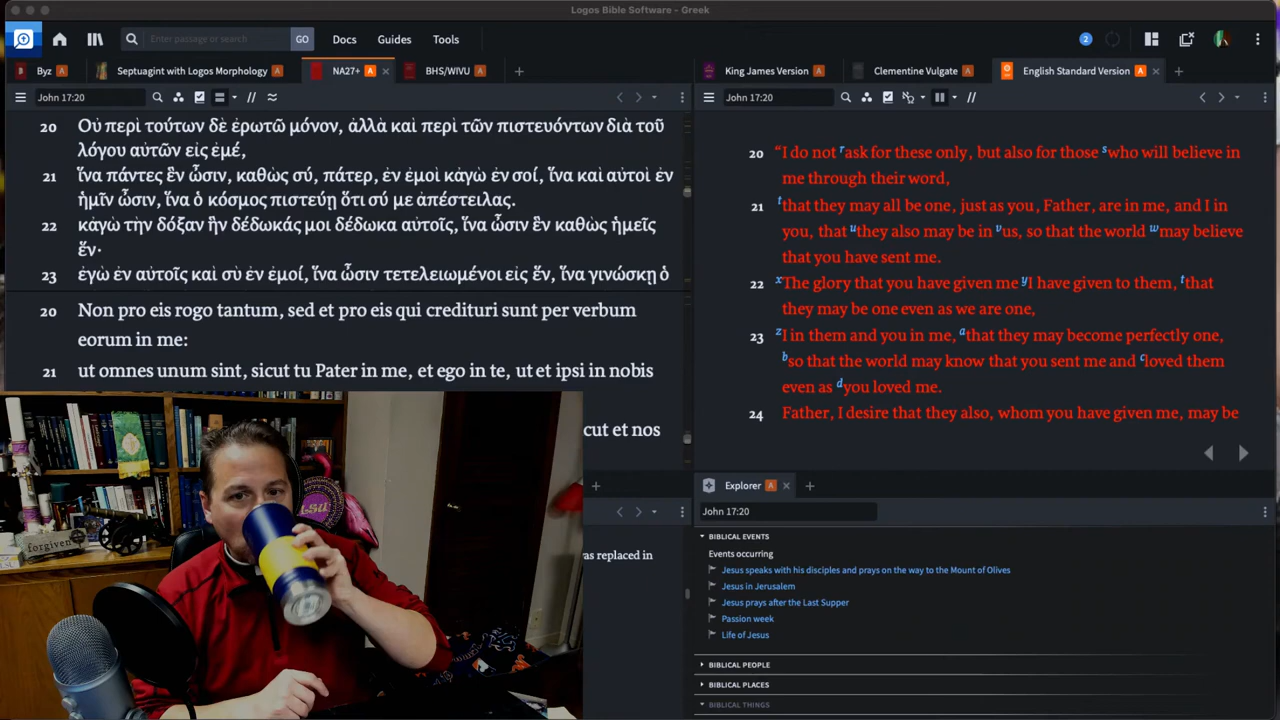 Logos Bible Software - Greek
Enter passage or search
GO
Docs
Guides
Tools
2
Byz A
Septuagint with Logos Morphology A
NA27+ A
BHS/WIVU A
John 17:20
20 Οὐ περὶ τούτων δὲ ἐρωτῶ μόνον, ἀλλὰ καὶ περὶ τῶν πιστευόντων διὰ τοῦ
λόγου αὐτῶν εἰς ἐμέ,
21 ἵνα πάντες ἓν ὦσιν, καθὼς σύ, πάτερ, ἐν ἐμοὶ κἀγὼ ἐν σοί, ἵνα καὶ αὐτοὶ ἐν
ἡμῖν ὦσιν, ἵνα ὁ κόσμος πιστεύῃ ὅτι σύ με ἀπέστειλας.
22 κἀγὼ τὴν δόξαν ἣν δέδωκάς μοι δέδωκα αὐτοῖς, ἵνα ὦσιν ἓν καθὼς ἡμεῖς
ἕν·
23 ἐγὼ ἐν αὐτοῖς καὶ σὺ ἐν ἐμοί, ἵνα ὦσιν τετελειωμένοι εἰς ἕν, ἵνα γινώσκῃ ὁ
20 Non pro eis rogo tantum, sed et pro eis qui credituri sunt per verbum
eorum in me:
21 ut omnes unum sint, sicut tu Pater in me, et ego in te, ut et ipsi in nobis
cut et nos
as replaced in
forgiven
LSU
King James Version A
Clementine Vulgate A
English Standard Version A
John 17:20
20 “I do not r ask for these only, but also for those s who will believe in
me through their word,
21 t that they may all be one, just as you, Father, are in me, and I in
you, that u they also may be in v us, so that the world w may believe
that you have sent me.
22 x The glory that you have given me y I have given to them, t that
they may be one even as we are one,
23 z I in them and you in me, a that they may become perfectly one,
b so that the world may know that you sent me and c loved them
even as d you loved me.
24 Father, I desire that they also, whom you have given me, may be
Explorer A
John 17:20
BIBLICAL EVENTS
Events occurring
Jesus speaks with his disciples and prays on the way to the Mount of Olives
Jesus in Jerusalem
Jesus prays after the Last Supper
Passion week
Life of Jesus
BIBLICAL PEOPLE
BIBLICAL PLACES
BIBLICAL THINGS